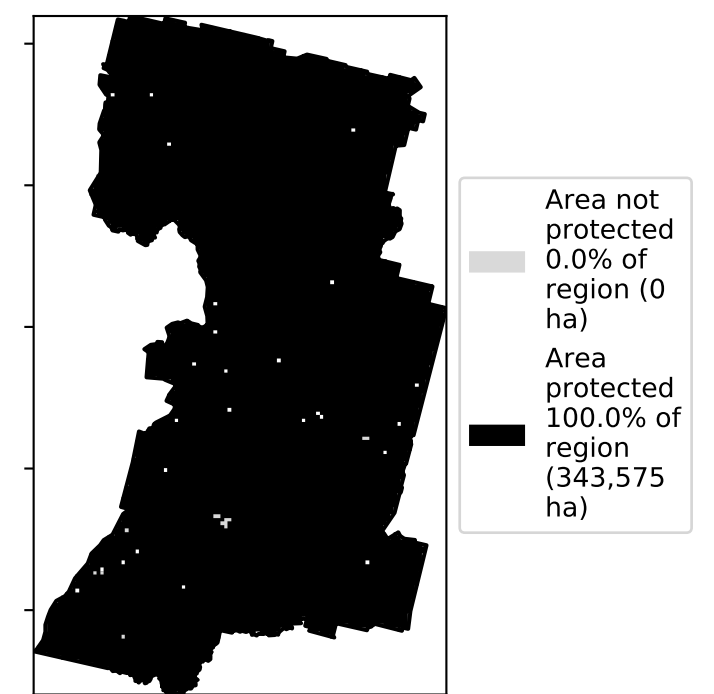 Area not
protected
0.0% of
region (0
ha)
Area
protected
100.0% of
region
(343,575
ha)